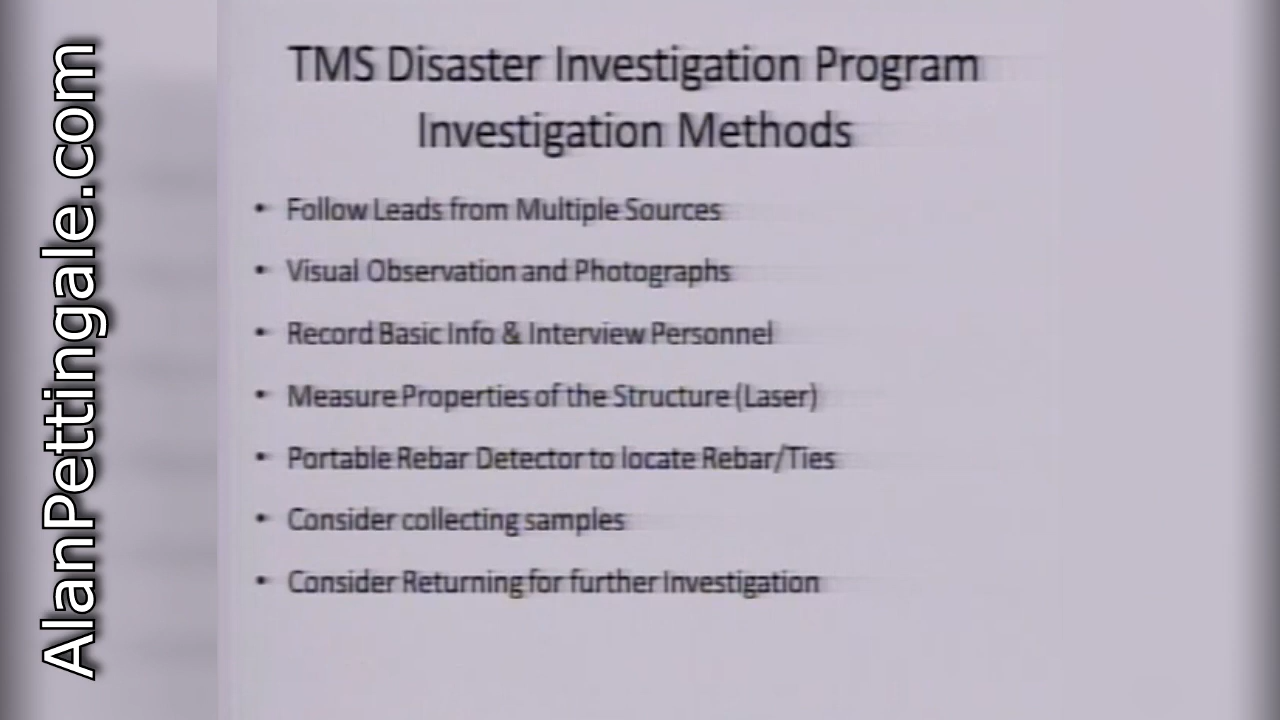 AlanPettingale.com
TMS Disaster Investigation Program
Investigation Methods
• Follow Leads from Multiple Sources
• Visual Observation and Photographs
• Record Basic Info & Interview Personnel
• Measure Properties of the Structure (Laser)
• Portable Rebar Detector to locate Rebar/Ties
• Consider collecting samples
• Consider Returning for further Investigation